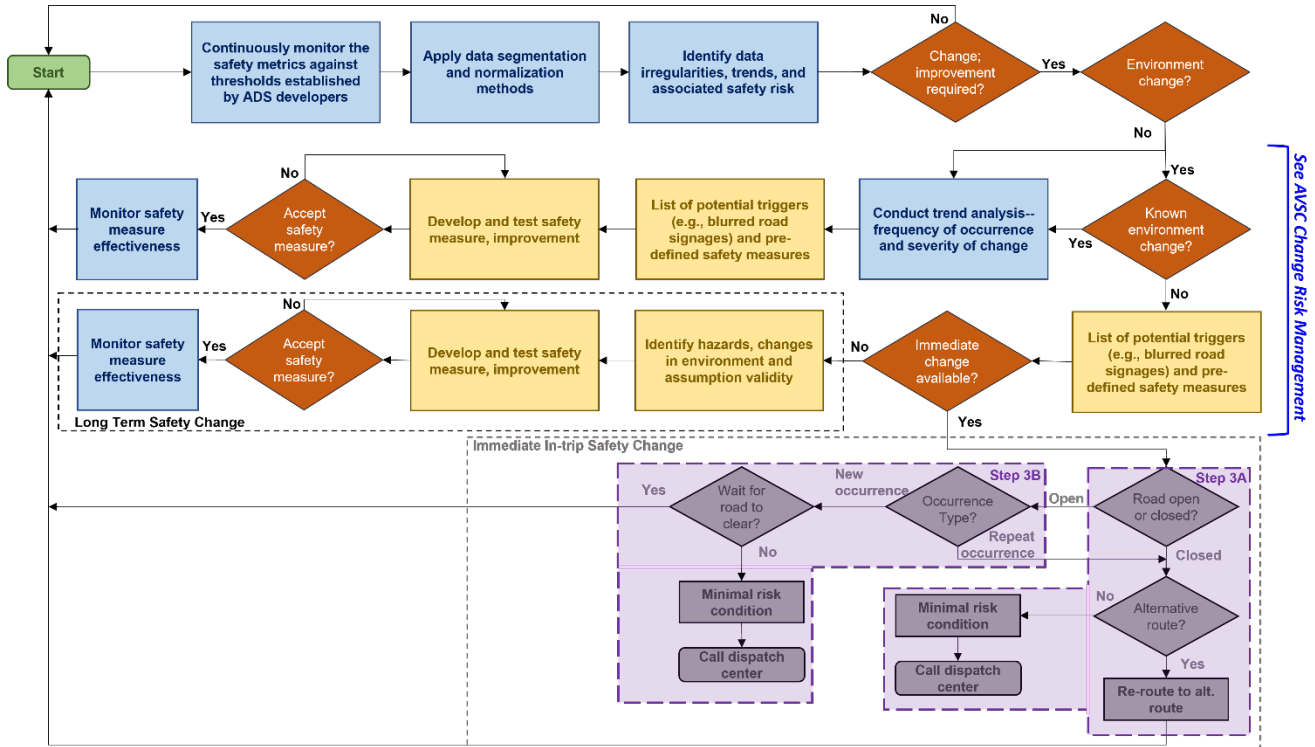 Start
Continuously monitor the
safety metrics against
thresholds established
by ADS developers
Apply data segmentation
and normalization
methods
Identify data
irregularities, trends, and
associated safety risk
No
Change;
improvement
required?
Yes
Environment
change?
No
Yes
See AVSC Change Risk Management
Monitor safety
measure
effectiveness
Yes
No
Accept
safety
measure?
Develop and test safety
measure, improvement
List of potential triggers
(e.g., blurred road
signages) and pre-
defined safety measures
Conduct trend analysis--
frequency of occurrence
and severity of change
Yes
Known
environment
change?
No
Monitor safety
measure
effectiveness
Yes
No
Accept
safety
measure?
Develop and test safety
measure, improvement
Identify hazards, changes
in environment and
assumption validity
No
Immediate
change
available?
Yes
List of potential triggers
(e.g., blurred road
signages) and pre-
defined safety measures
Long Term Safety Change
Immediate In-trip Safety Change
Yes
Wait for
road to
clear?
New
occurrence
Step 3B
Occurrence
Type?
Open
Step 3A
Road open
or closed?
Repeat
occurrence
Closed
No
Minimal risk
condition
Call dispatch
center
Minimal risk
condition
Call dispatch
center
No
Alternative
route?
Yes
Re-route to alt.
route